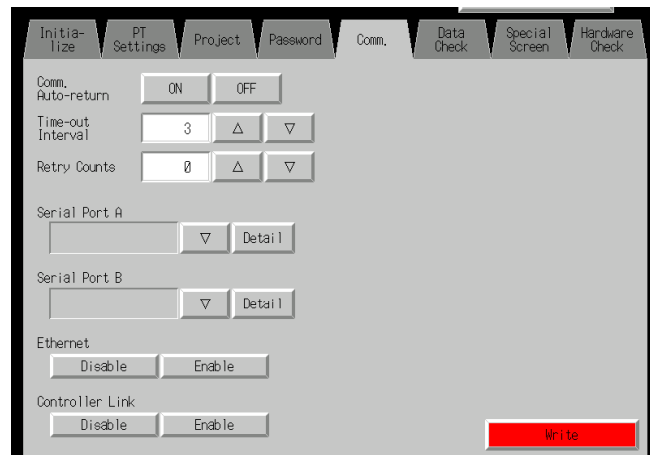 Initia-
lize
PT
Settings
Project
Password
Comm.
Data
Check
Special
Screen
Hardware
Check
Comm.
Auto-return
ON
OFF
Time-out
Interval
3
△
▽
Retry Counts
0
△
▽
Serial Port A
▽
Detail
Serial Port B
▽
Detail
Ethernet
Disable
Enable
Controller Link
Disable
Enable
Write